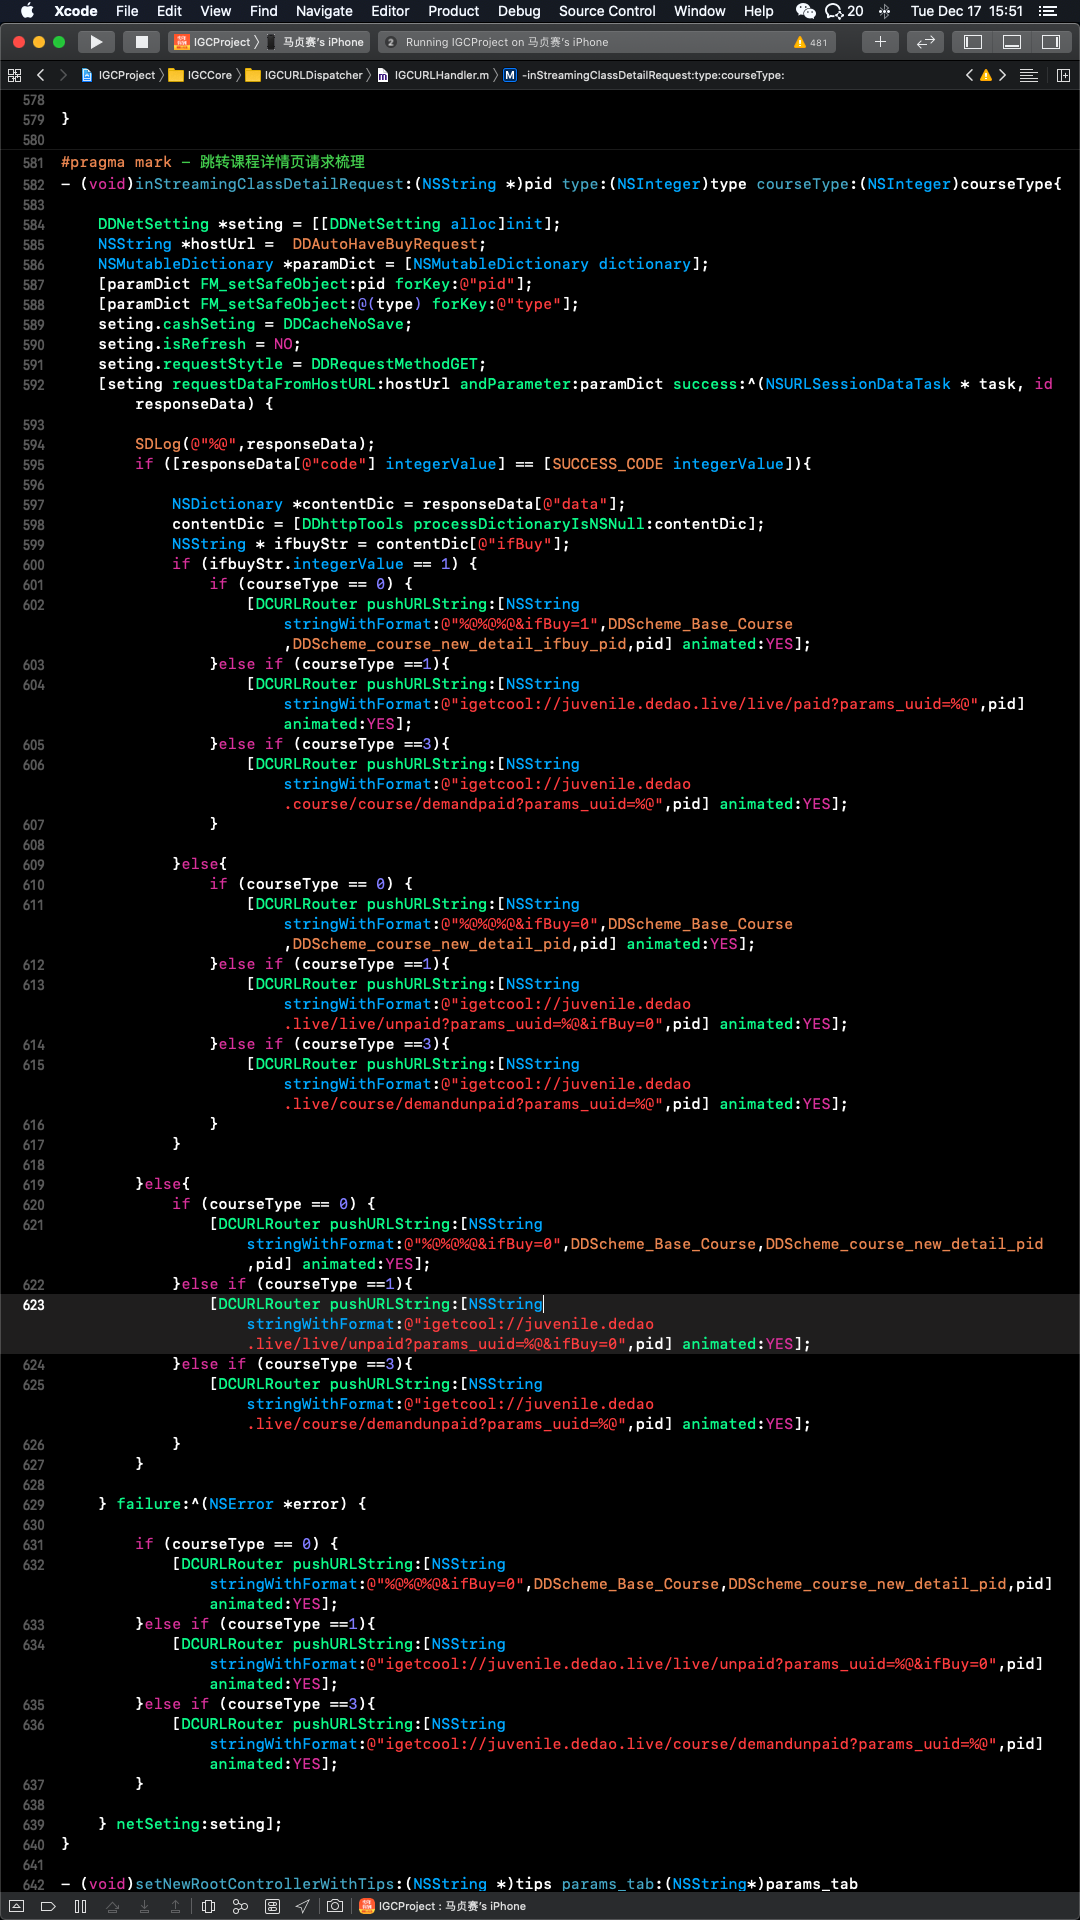 Xcode File Edit View Find Navigate Editor Product Debug Source Control Window Help 20 Tue Dec 17 15:51
IGCProject 马贞赛's iPhone 2 Running IGCProject on 马贞赛's iPhone 481
IGCProject IGCCore IGCURLDispatcher IGCURLHandler.m M -inStreamingClassDetailRequest:type:courseType:
578
579 }
580
581 #pragma mark - 跳转课程详情页请求梳理
582 - (void)inStreamingClassDetailRequest:(NSString *)pid type:(NSInteger)type courseType:(NSInteger)courseType{
583
584 DDNetSetting *seting = [[DDNetSetting alloc]init];
585 NSString *hostUrl =  DDAutoHaveBuyRequest;
586 NSMutableDictionary *paramDict = [NSMutableDictionary dictionary];
587 [paramDict FM_setSafeObject:pid forKey:@"pid"];
588 [paramDict FM_setSafeObject:@(type) forKey:@"type"];
589 seting.cashSeting = DDCacheNoSave;
590 seting.isRefresh = NO;
591 seting.requestStytle = DDRequestMethodGET;
592 [seting requestDataFromHostURL:hostUrl andParameter:paramDict success:^(NSURLSessionDataTask * task, id
responseData) {
593
594 SDLog(@"%@",responseData);
595 if ([responseData[@"code"] integerValue] == [SUCCESS_CODE integerValue]){
596
597 NSDictionary *contentDic = responseData[@"data"];
598 contentDic = [DDhttpTools processDictionaryIsNSNull:contentDic];
599 NSString * ifbuyStr = contentDic[@"ifBuy"];
600 if (ifbuyStr.integerValue == 1) {
601 if (courseType == 0) {
602 [DCURLRouter pushURLString:[NSString
stringWithFormat:@"%@%@%@&ifBuy=1",DDScheme_Base_Course
,DDScheme_course_new_detail_ifbuy_pid,pid] animated:YES];
603 }else if (courseType ==1){
604 [DCURLRouter pushURLString:[NSString
stringWithFormat:@"igetcool://juvenile.dedao.live/live/paid?params_uuid=%@",pid]
animated:YES];
605 }else if (courseType ==3){
606 [DCURLRouter pushURLString:[NSString
stringWithFormat:@"igetcool://juvenile.dedao
.course/course/demandpaid?params_uuid=%@",pid] animated:YES];
607 }
608
609 }else{
610 if (courseType == 0) {
611 [DCURLRouter pushURLString:[NSString
stringWithFormat:@"%@%@%@&ifBuy=0",DDScheme_Base_Course
,DDScheme_course_new_detail_pid,pid] animated:YES];
612 }else if (courseType ==1){
613 [DCURLRouter pushURLString:[NSString
stringWithFormat:@"igetcool://juvenile.dedao
.live/live/unpaid?params_uuid=%@&ifBuy=0",pid] animated:YES];
614 }else if (courseType ==3){
615 [DCURLRouter pushURLString:[NSString
stringWithFormat:@"igetcool://juvenile.dedao
.live/course/demandunpaid?params_uuid=%@",pid] animated:YES];
616 }
617 }
618
619 }else{
620 if (courseType == 0) {
621 [DCURLRouter pushURLString:[NSString
stringWithFormat:@"%@%@%@&ifBuy=0",DDScheme_Base_Course,DDScheme_course_new_detail_pid
,pid] animated:YES];
622 }else if (courseType ==1){
623 [DCURLRouter pushURLString:[NSString
stringWithFormat:@"igetcool://juvenile.dedao
.live/live/unpaid?params_uuid=%@&ifBuy=0",pid] animated:YES];
624 }else if (courseType ==3){
625 [DCURLRouter pushURLString:[NSString
stringWithFormat:@"igetcool://juvenile.dedao
.live/course/demandunpaid?params_uuid=%@",pid] animated:YES];
626 }
627 }
628
629 } failure:^(NSError *error) {
630
631 if (courseType == 0) {
632 [DCURLRouter pushURLString:[NSString
stringWithFormat:@"%@%@%@&ifBuy=0",DDScheme_Base_Course,DDScheme_course_new_detail_pid,pid]
animated:YES];
633 }else if (courseType ==1){
634 [DCURLRouter pushURLString:[NSString
stringWithFormat:@"igetcool://juvenile.dedao.live/live/unpaid?params_uuid=%@&ifBuy=0",pid]
animated:YES];
635 }else if (courseType ==3){
636 [DCURLRouter pushURLString:[NSString
stringWithFormat:@"igetcool://juvenile.dedao.live/course/demandunpaid?params_uuid=%@",pid]
animated:YES];
637 }
638
639 } netSeting:seting];
640 }
641
642 - (void)setNewRootControllerWithTips:(NSString *)tips params_tab:(NSString*)params_tab
IGCProject : 马贞赛's iPhone